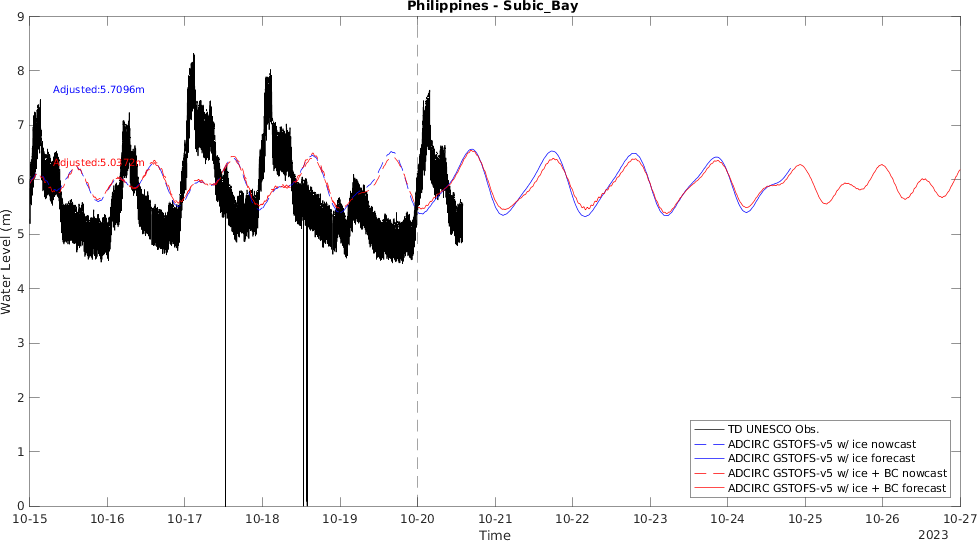 Philippines - Subic_Bay
9
8
7
6
5
4
3
2
1
0
Water Level (m)
Adjusted:5.7096m
Adjusted:5.0372m
TD UNESCO Obs.
ADCIRC GSTOFS-v5 w/ ice nowcast
ADCIRC GSTOFS-v5 w/ ice forecast
ADCIRC GSTOFS-v5 w/ ice + BC nowcast
ADCIRC GSTOFS-v5 w/ ice + BC forecast
10-15 10-16 10-17 10-18 10-19 10-20 10-21 10-22 10-23 10-24 10-25 10-26 10-27
Time
2023